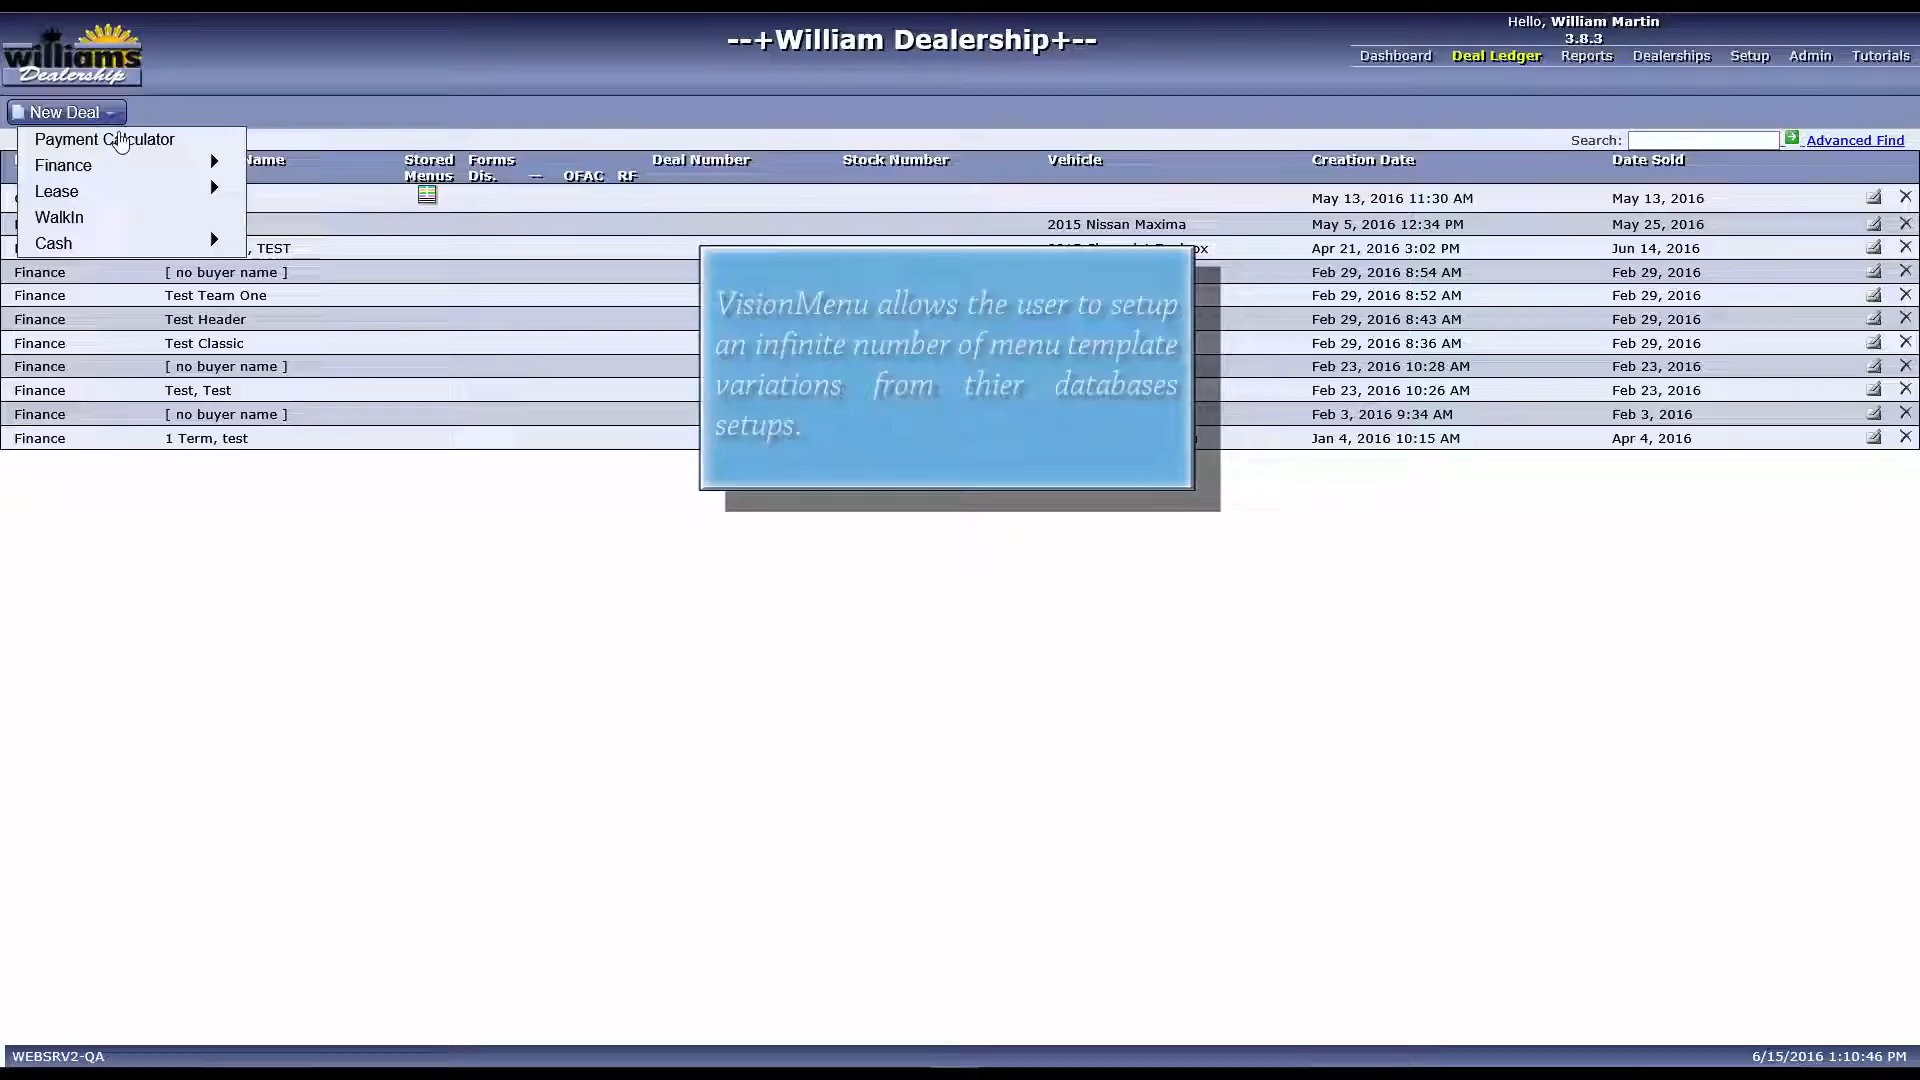 williams
Dealership
--+William Dealership+--
Hello, William Martin
3.8.3
Dashboard Deal Ledger Reports Dealerships Setup Admin Tutorials
New Deal
Payment Calculator
Finance
Lease
WalkIn
Cash
Search: Advanced Find
Name Stored Menus Forms Dis. — OFAC RF Deal Number Stock Number Vehicle Creation Date Date Sold
May 13, 2016 11:30 AM May 13, 2016
2015 Nissan Maxima May 5, 2016 12:34 PM May 25, 2016
, TEST Apr 21, 2016 3:02 PM Jun 14, 2016
Finance [ no buyer name ] Feb 29, 2016 8:54 AM Feb 29, 2016
Finance Test Team One Feb 29, 2016 8:52 AM Feb 29, 2016
Finance Test Header Feb 29, 2016 8:43 AM Feb 29, 2016
Finance Test Classic Feb 29, 2016 8:36 AM Feb 29, 2016
Finance [ no buyer name ] Feb 23, 2016 10:28 AM Feb 23, 2016
Finance Test, Test Feb 23, 2016 10:26 AM Feb 23, 2016
Finance [ no buyer name ] Feb 3, 2016 9:34 AM Feb 3, 2016
Finance 1 Term, test Jan 4, 2016 10:15 AM Apr 4, 2016
VisionMenu allows the user to setup
an infinite number of menu template
variations from thier databases
setups.
WEBSRV2-QA 6/15/2016 1:10:46 PM